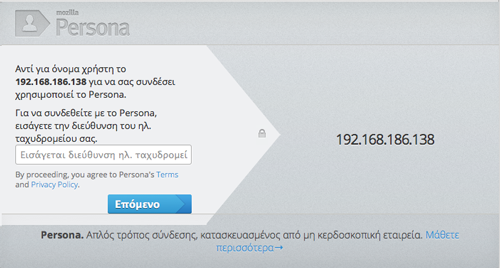 mozilla
Persona
Αντί για όνομα χρήστη το
192.168.186.138 για να σας συνδέσει
χρησιμοποιεί το Persona.
Για να συνδεθείτε με το Persona,
εισάγετε την διεύθυνση του ηλ.
ταχυδρομείου σας.
Εισάγεται διεύθυνση ηλ. ταχυδρομεί
By proceeding, you agree to Persona's Terms
and Privacy Policy.
Επόμενο
192.168.186.138
Persona. Απλός τρόπος σύνδεσης, κατασκευασμένος από μη κερδοσκοπική εταιρεία. Μάθετε
περισσότερα→